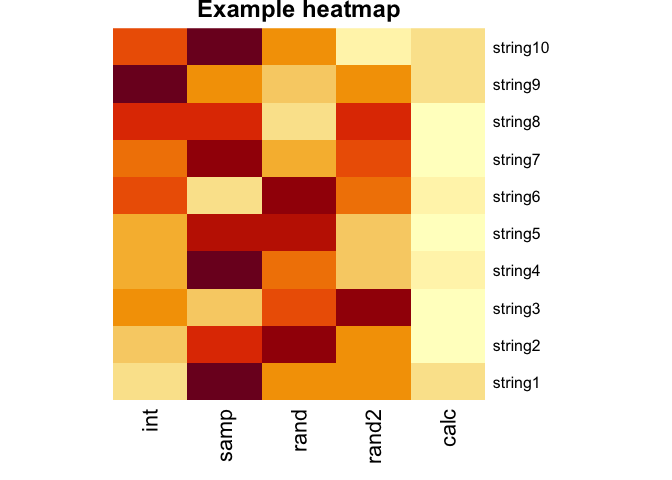 Example heatmap
string10
string9
string8
string7
string6
string5
string4
string3
string2
string1
int
samp
rand
rand2
calc